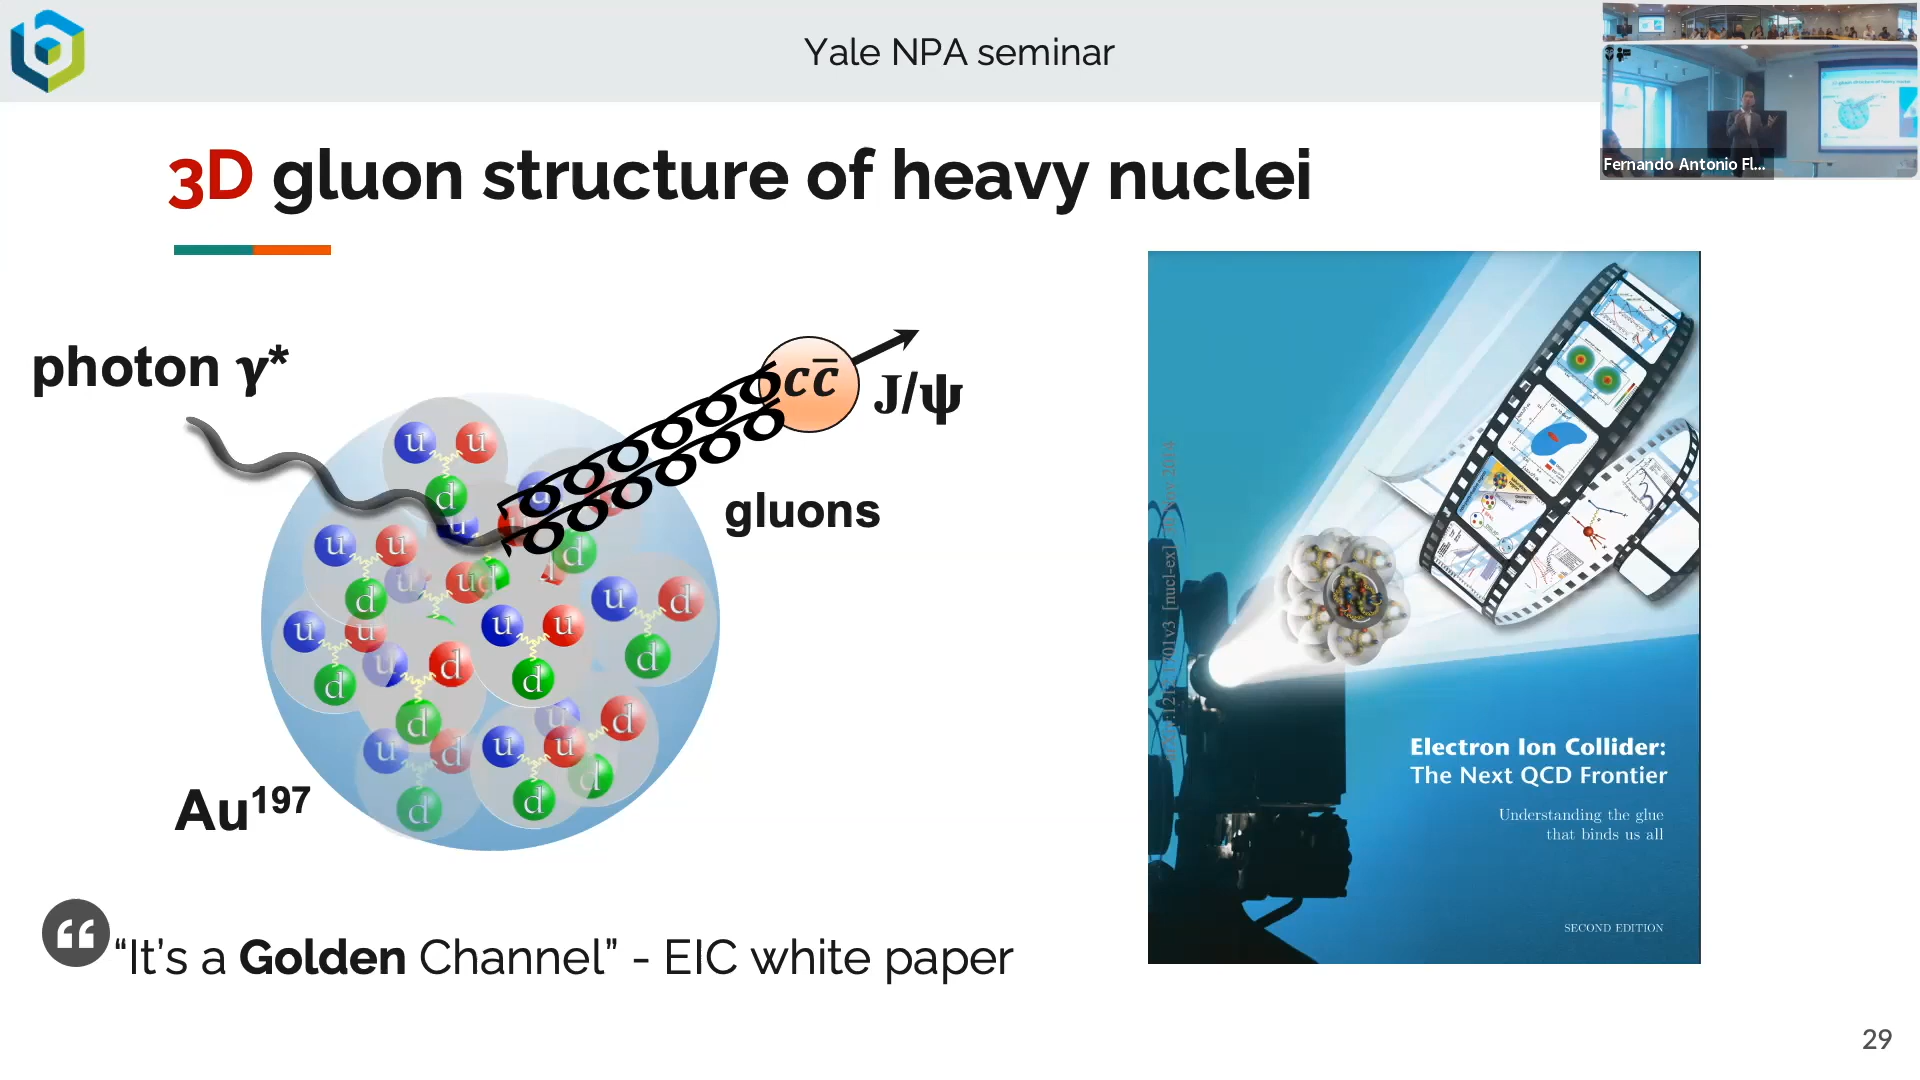 Yale NPA seminar
Fernando Antonio Fl...
3D gluon structure of heavy nuclei
photon γ*
cc̄
J/ψ
gluons
u u
d
u
u u
d
d
u u d
u d
u u
d
u u
d
u d
d
u d
d
u u
d
u d
d
Au¹⁹⁷
“It’s a Golden Channel” - EIC white paper
Electron Ion Collider:
The Next QCD Frontier
Understanding the glue
that binds us all
SECOND EDITION
29